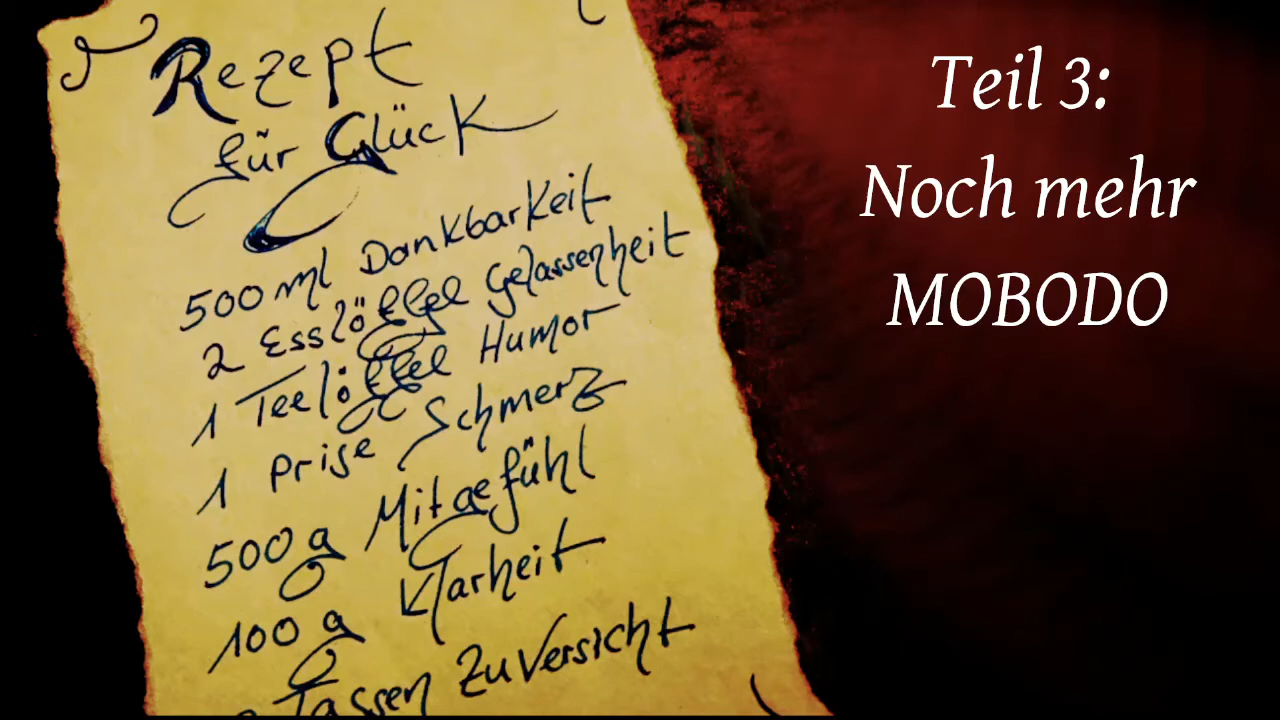 Rezept
für Glück
500 ml Dankbarkeit
2 Esslöffel Gelassenheit
1 Teelöffel Humor
1 Prise Schmerz
500 g Mitgefühl
100 g Klarheit
Tassen Zuversicht
Teil 3:
Noch mehr
MOBODO